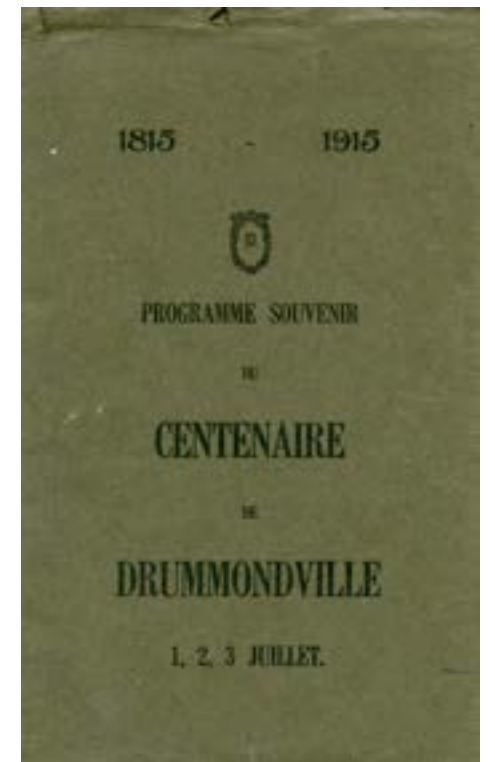 1815 - 1915
PROGRAMME SOUVENIR
DU
CENTENAIRE
DE
DRUMMONDVILLE
1, 2, 3 JUILLET.